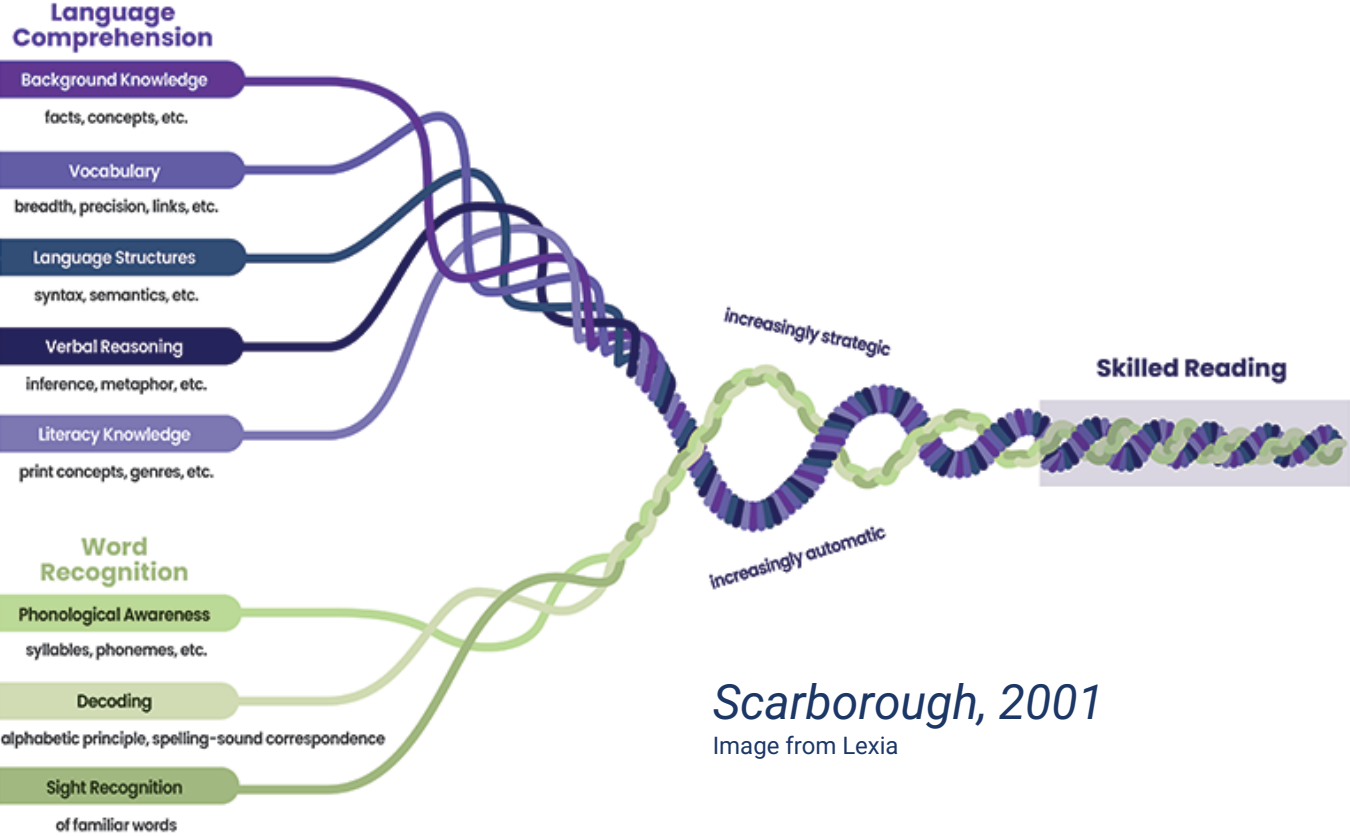 Language
Comprehension
Background Knowledge
facts, concepts, etc.
Vocabulary
breadth, precision, links, etc.
Language Structures
syntax, semantics, etc.
Verbal Reasoning
inference, metaphor, etc.
Literacy Knowledge
print concepts, genres, etc.
Word
Recognition
Phonological Awareness
syllables, phonemes, etc.
Decoding
alphabetic principle, spelling-sound correspondence
Sight Recognition
of familiar words
increasingly strategic
increasingly automatic
Skilled Reading
Scarborough, 2001
Image from Lexia